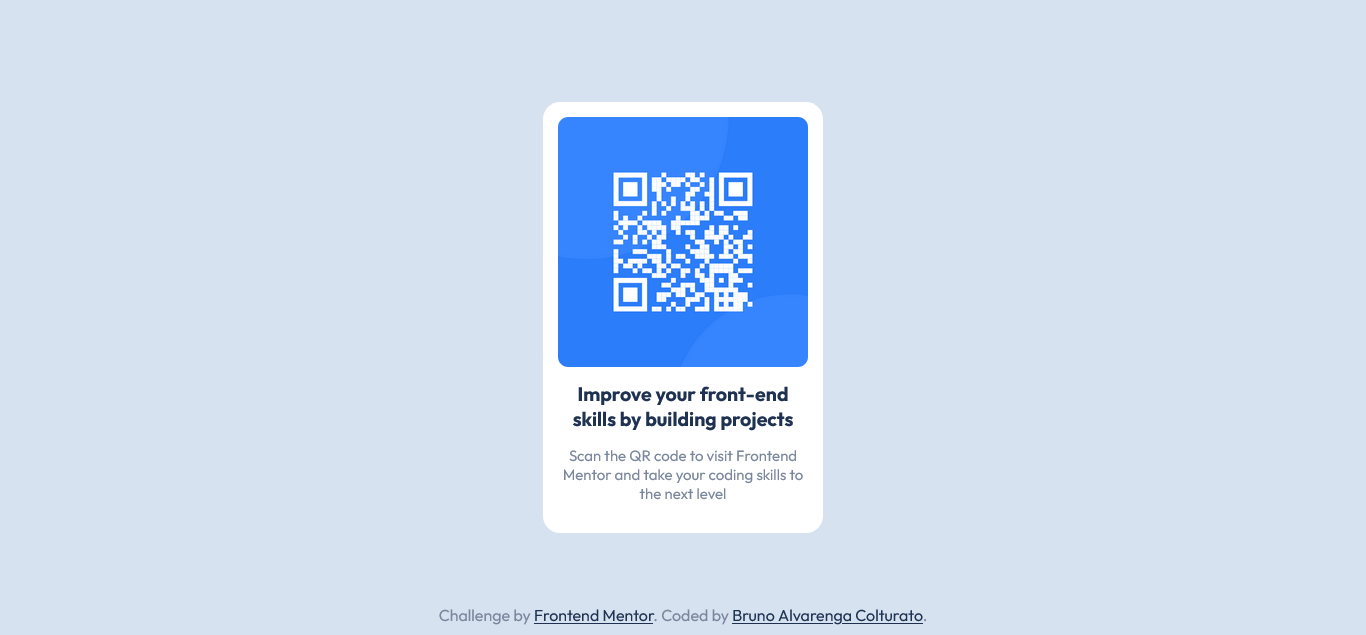 Improve your front-end
skills by building projects
Scan the QR code to visit Frontend
Mentor and take your coding skills to
the next level
Challenge by Frontend Mentor. Coded by Bruno Alvarenga Colturato.